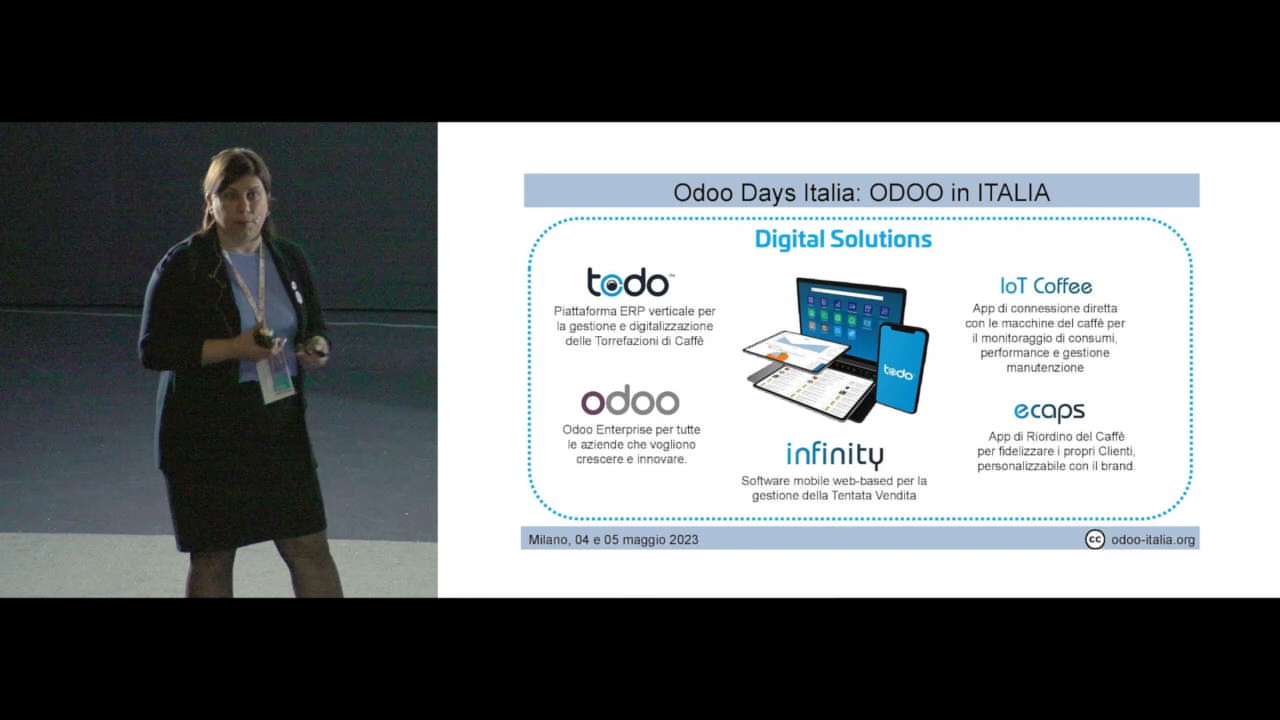 Odoo Days Italia: ODOO in ITALIA
Digital Solutions
todo™
Piattaforma ERP verticale per
la gestione e digitalizzazione
delle Torrefazioni di Caffè
odoo
Odoo Enterprise per tutte
le aziende che vogliono
crescere e innovare.
todo
infinity
Software mobile web-based per la
gestione della Tentata Vendita
IoT Coffee
App di connessione diretta
con le macchine del caffè per
il monitoraggio di consumi,
performance e gestione
manutenzione
ecaps
App di Riordino del Caffè
per fidelizzare i propri Clienti,
personalizzabile con il brand.
Milano, 04 e 05 maggio 2023
cc odoo-italia.org